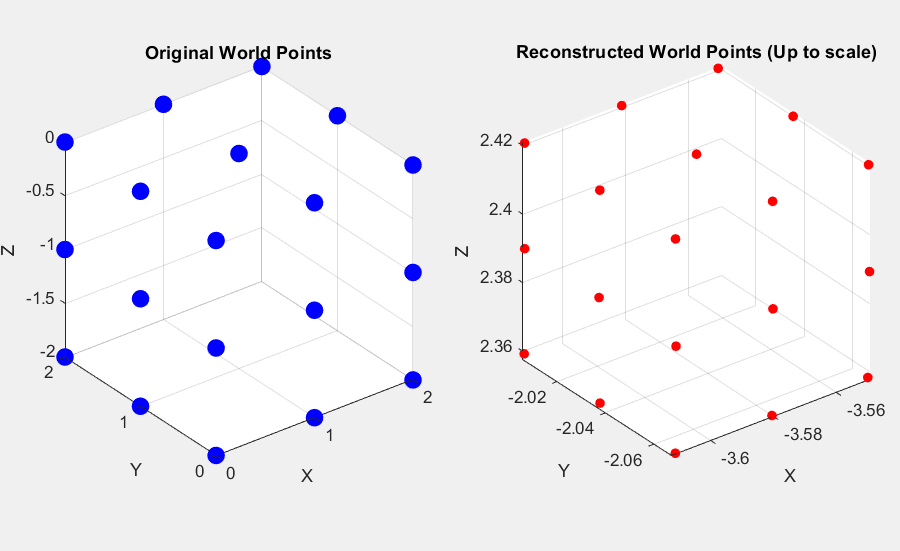 Original World Points
0
-0.5
-1
-1.5
-2
Z
2
1
0
Y
0
1
2
X
Reconstructed World Points (Up to scale)
2.42
2.4
2.38
2.36
Z
-2.02
-2.04
-2.06
Y
-3.6
-3.58
-3.56
X